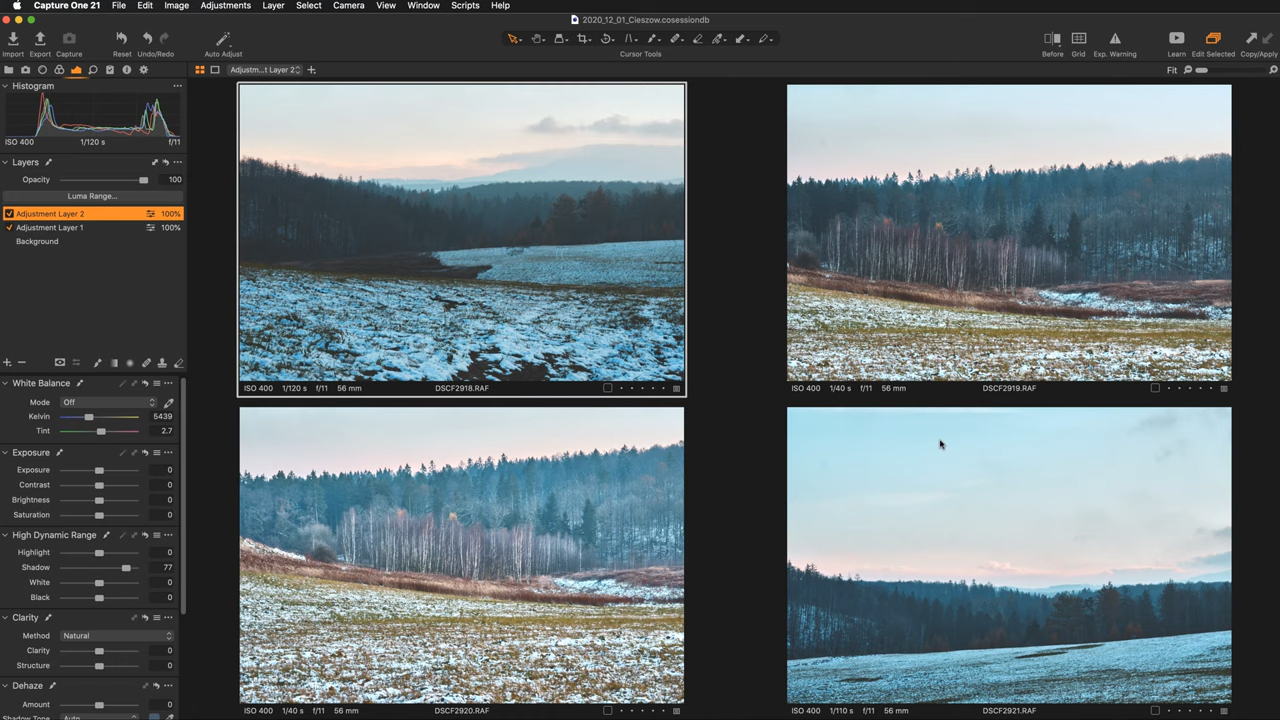 Capture One 21 File Edit Image Adjustments Layer Select Camera View Window Scripts Help
2020_12_01_Cieszow.cosessiondb
Import Export Capture Reset Undo/Redo Auto Adjust Cursor Tools Before Grid Exp. Warning Learn Edit Selected Copy/Apply
Adjustm...t Layer 2 Fit
Histogram
ISO 400 1/120 s f/11
Layers
Opacity 100
Luma Range...
Adjustment Layer 2 100%
Adjustment Layer 1 100%
Background
White Balance
Mode Off
Kelvin 5439
Tint 2.7
Exposure
Exposure 0
Contrast 0
Brightness 0
Saturation 0
High Dynamic Range
Highlight 0
Shadow 77
White 0
Black 0
Clarity
Method Natural
Clarity 0
Structure 0
Dehaze
Amount 0
Shadow Tone Auto
ISO 400 1/120 s f/11 56 mm DSCF2918.RAF
ISO 400 1/40 s f/11 56 mm DSCF2919.RAF
ISO 400 1/40 s f/11 56 mm DSCF2920.RAF
ISO 400 1/110 s f/11 56 mm DSCF2921.RAF